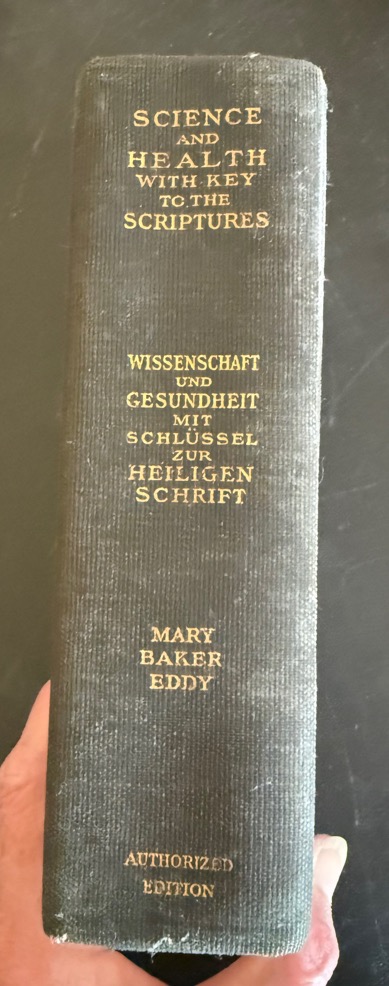 SCIENCE
AND
HEALTH
WITH KEY
TO THE
SCRIPTURES
WISSENSCHAFT
UND
GESUNDHEIT
MIT
SCHLÜSSEL
ZUR
HEILIGEN
SCHRIFT
MARY
BAKER
EDDY
AUTHORIZED
EDITION